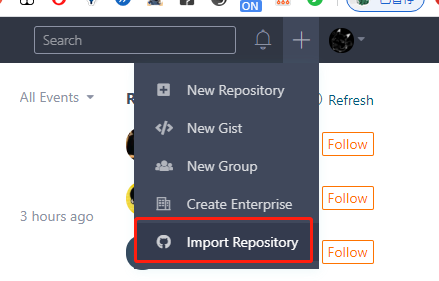 ON
Search
All Events
Refresh
New Repository
New Gist
Follow
New Group
Create Enterprise
Follow
3 hours ago
Import Repository
Follow